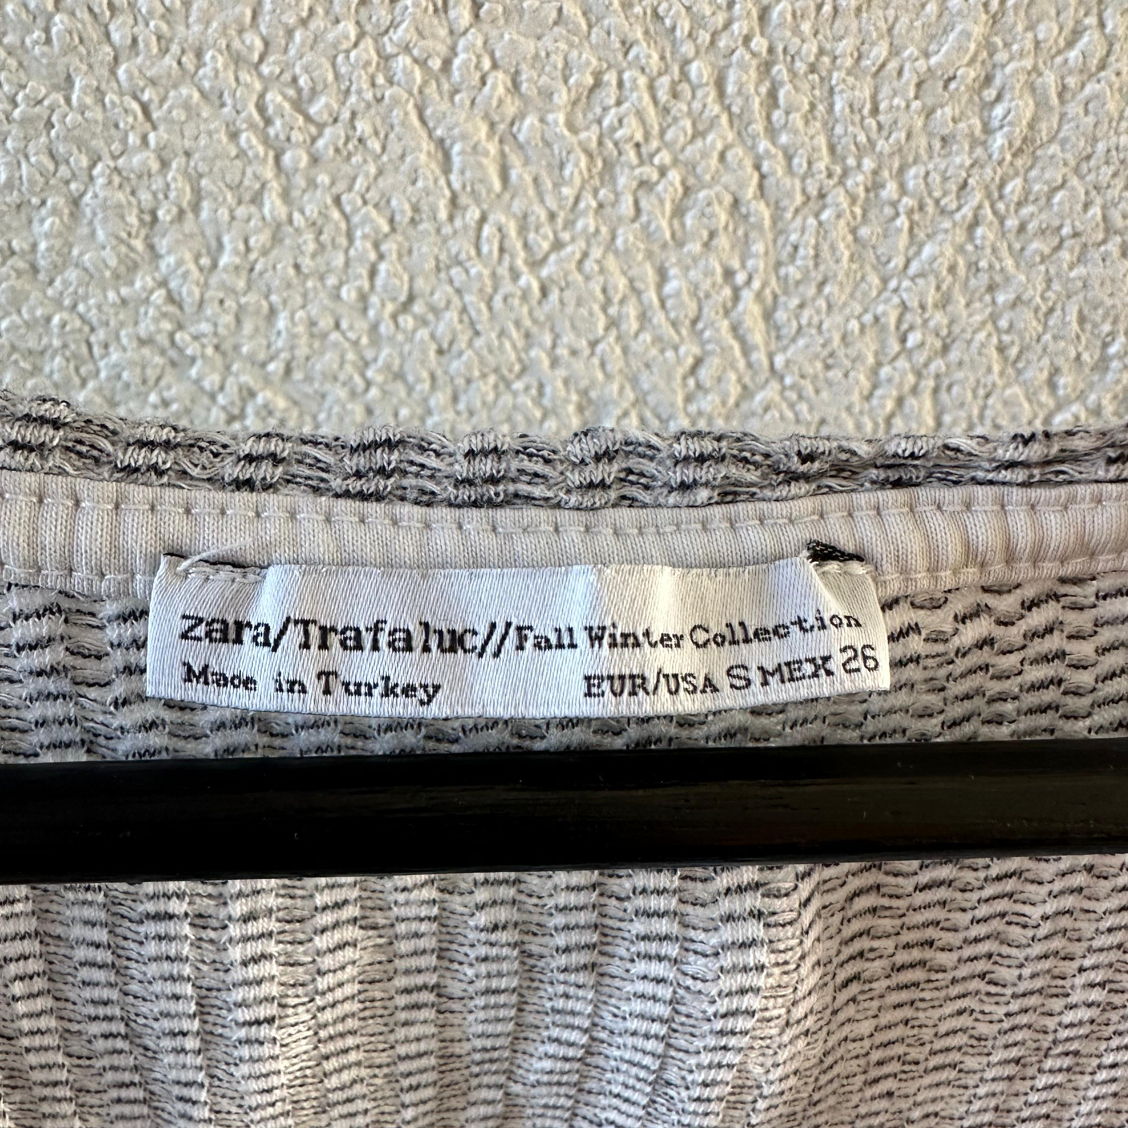 Zara/Trafaluc//Fall Winter Collection
Made in Turkey EUR/USA S MEX 26